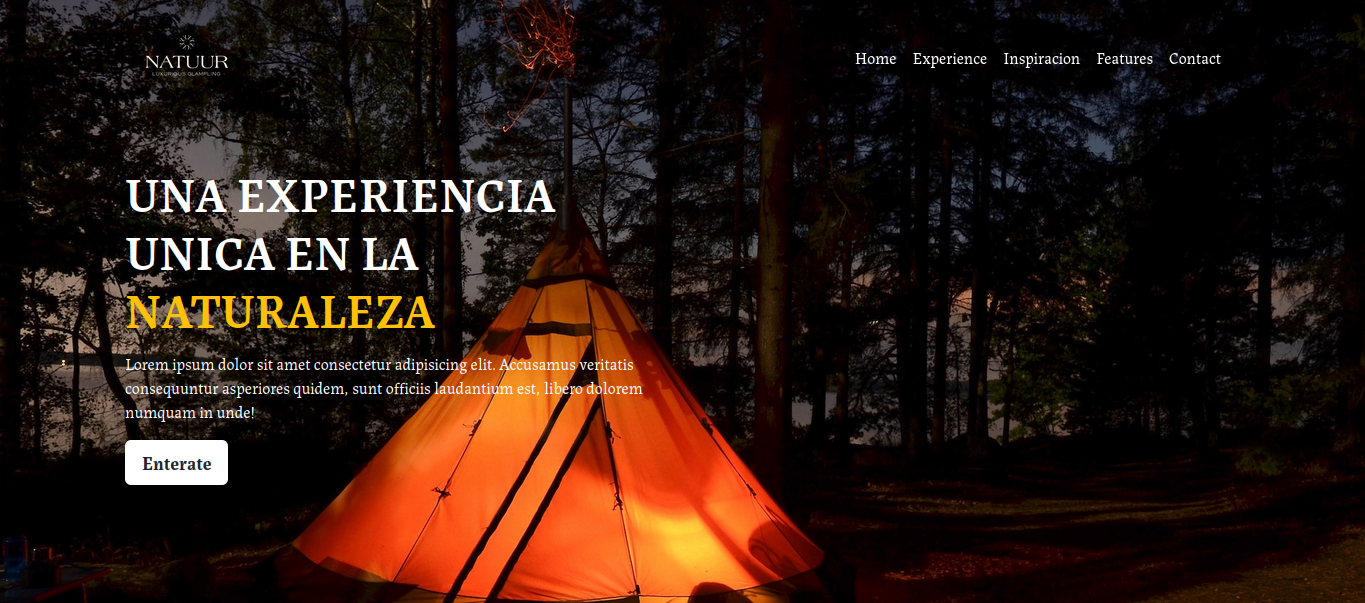 NATUUR
LUXURIOUS GLAMPLING
Home Experience Inspiracion Features Contact
UNA EXPERIENCIA
UNICA EN LA
NATURALEZA
Lorem ipsum dolor sit amet consectetur adipisicing elit. Accusamus veritatis
consequuntur asperiores quidem, sunt officiis laudantium est, libero dolorem
numquam in unde!
Enterate